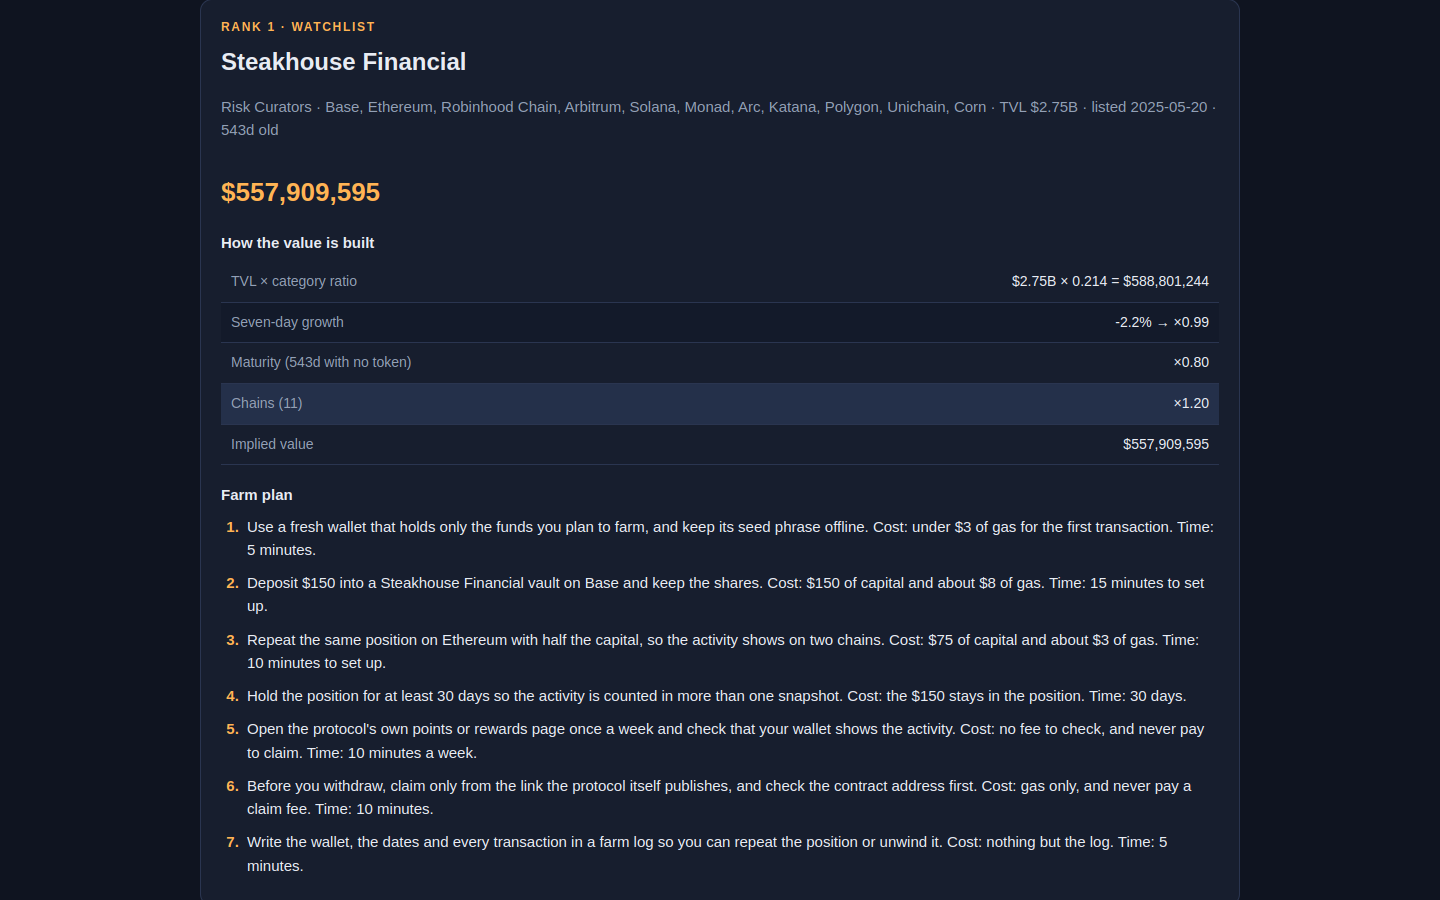 RANK 1 · WATCHLIST
Steakhouse Financial
Risk Curators · Base, Ethereum, Robinhood Chain, Arbitrum, Solana, Monad, Arc, Katana, Polygon, Unichain, Corn · TVL $2.75B · listed 2025-05-20 ·
543d old
$557,909,595
How the value is built
TVL × category ratio $2.75B × 0.214 = $588,801,244
Seven-day growth -2.2% → ×0.99
Maturity (543d with no token) ×0.80
Chains (11) ×1.20
Implied value $557,909,595
Farm plan
1. Use a fresh wallet that holds only the funds you plan to farm, and keep its seed phrase offline. Cost: under $3 of gas for the first transaction. Time:
5 minutes.
2. Deposit $150 into a Steakhouse Financial vault on Base and keep the shares. Cost: $150 of capital and about $8 of gas. Time: 15 minutes to set
up.
3. Repeat the same position on Ethereum with half the capital, so the activity shows on two chains. Cost: $75 of capital and about $3 of gas. Time:
10 minutes to set up.
4. Hold the position for at least 30 days so the activity is counted in more than one snapshot. Cost: the $150 stays in the position. Time: 30 days.
5. Open the protocol's own points or rewards page once a week and check that your wallet shows the activity. Cost: no fee to check, and never pay
to claim. Time: 10 minutes a week.
6. Before you withdraw, claim only from the link the protocol itself publishes, and check the contract address first. Cost: gas only, and never pay a
claim fee. Time: 10 minutes.
7. Write the wallet, the dates and every transaction in a farm log so you can repeat the position or unwind it. Cost: nothing but the log. Time: 5
minutes.